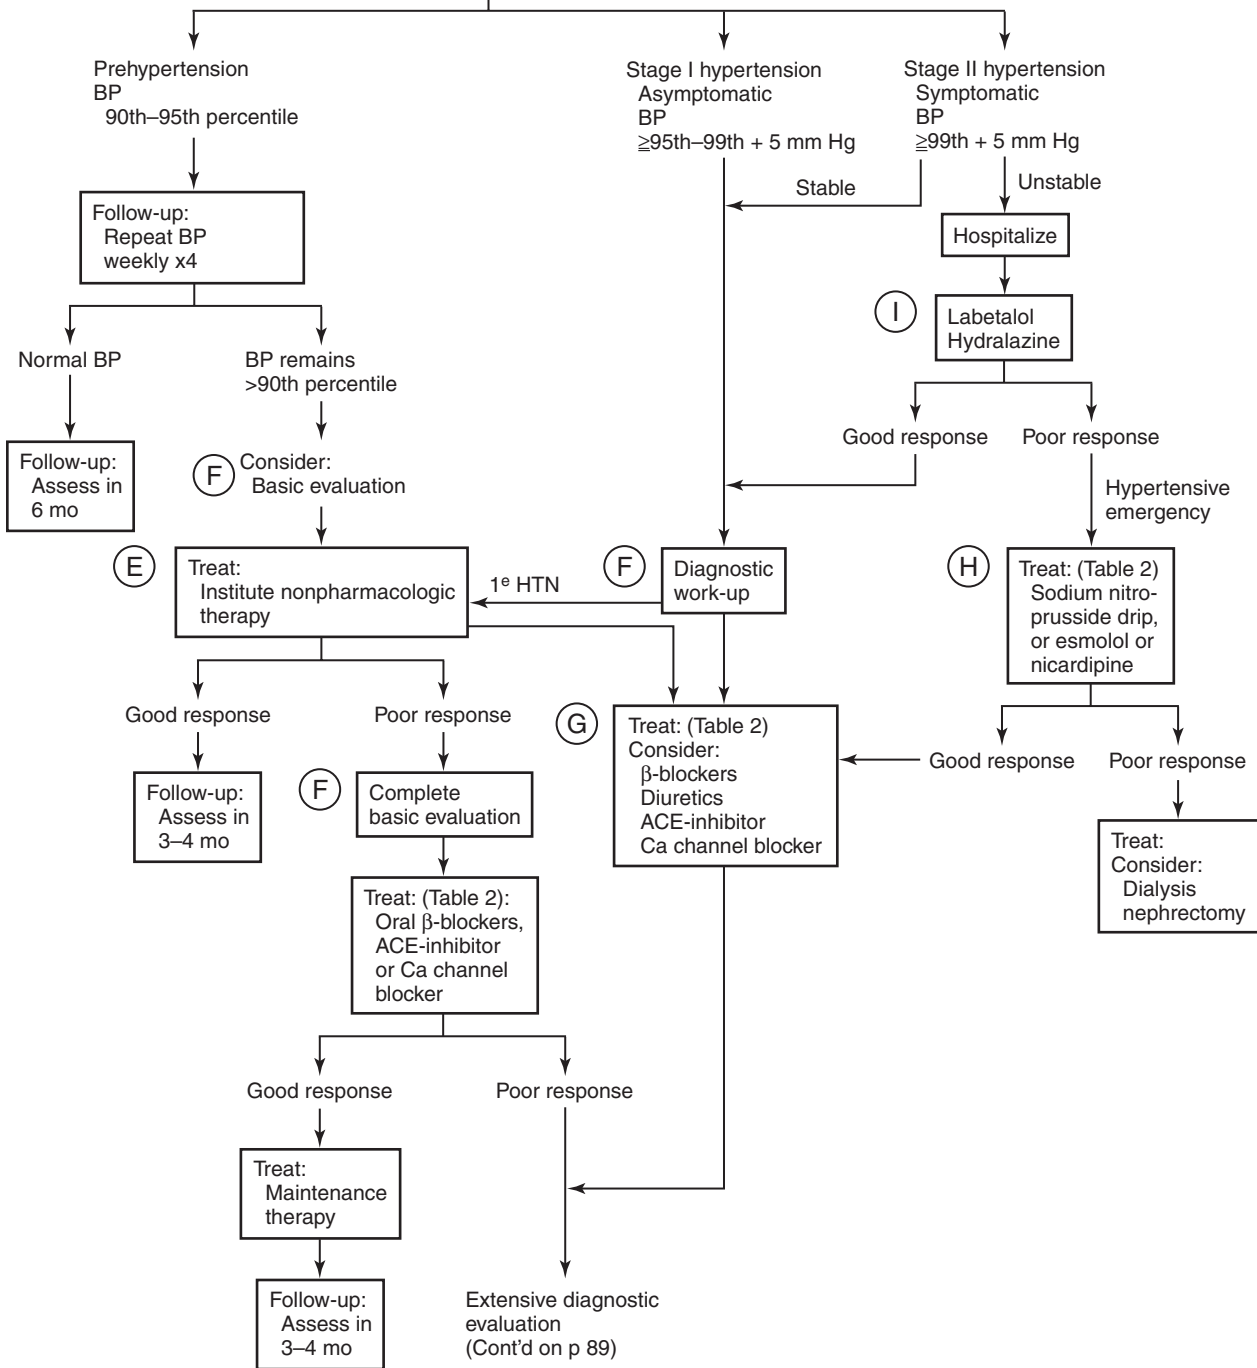 Prehypertension
BP
90th–95th percentile
Stage I hypertension
Asymptomatic
BP
≧95th–99th + 5 mm Hg
Stage II hypertension
Symptomatic
BP
≧99th + 5 mm Hg
Stable
Unstable
Follow-up:
Repeat BP
weekly x4
Hospitalize
I
Labetalol
Hydralazine
Normal BP
BP remains
>90th percentile
Good response
Poor response
Follow-up:
Assess in
6 mo
F
Consider:
Basic evaluation
Hypertensive
emergency
E
Treat:
Institute nonpharmacologic
therapy
1º HTN
F
Diagnostic
work-up
H
Treat: (Table 2)
Sodium nitro-
prusside drip,
or esmolol or
nicardipine
Good response
Poor response
G
Treat: (Table 2)
Consider:
β-blockers
Diuretics
ACE-inhibitor
Ca channel blocker
Good response
Poor response
Follow-up:
Assess in
3–4 mo
F
Complete
basic evaluation
Treat:
Consider:
Dialysis
nephrectomy
Treat: (Table 2):
Oral β-blockers,
ACE-inhibitor
or Ca channel
blocker
Good response
Poor response
Treat:
Maintenance
therapy
Follow-up:
Assess in
3–4 mo
Extensive diagnostic
evaluation
(Cont'd on p 89)